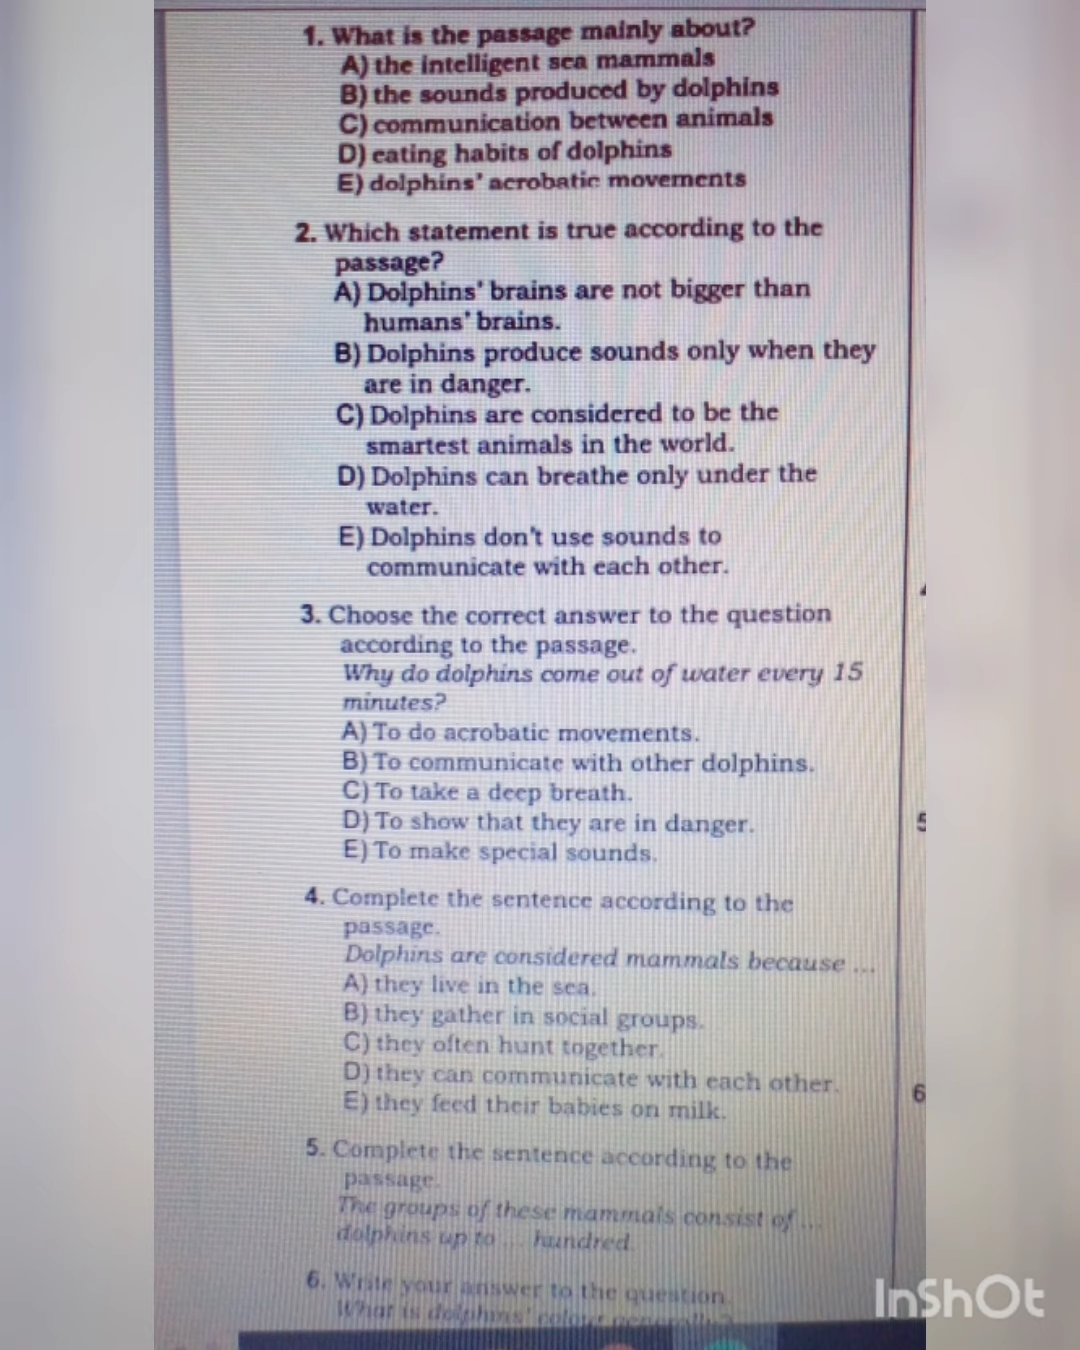 1. What is the passage mainly about?
A) the intelligent sea mammals
B) the sounds produced by dolphins
C) communication between animals
D) eating habits of dolphins
E) dolphins' acrobatic movements
2. Which statement is true according to the
passage?
A) Dolphins' brains are not bigger than
humans' brains.
B) Dolphins produce sounds only when they
are in danger.
C) Dolphins are considered to be the
smartest animals in the world.
D) Dolphins can breathe only under the
water.
E) Dolphins don't use sounds to
communicate with each other.
3. Choose the correct answer to the question
according to the passage.
Why do dolphins come out of water every 15
minutes?
A) To do acrobatic movements.
B) To communicate with other dolphins.
C) To take a deep breath.
D) To show that they are in danger.
E) To make special sounds.
4. Complete the sentence according to the
passage.
Dolphins are considered mammals because ...
A) they live in the sea.
B) they gather in social groups.
C) they often hunt together.
D) they can communicate with each other.
E) they feed their babies on milk.
5. Complete the sentence according to the
passage.
The groups of these mammals consist of ...
dolphins up to ... hundred.
6. Write your answer to the question.
What is dolphins' colour generally?
5
6
InShOt